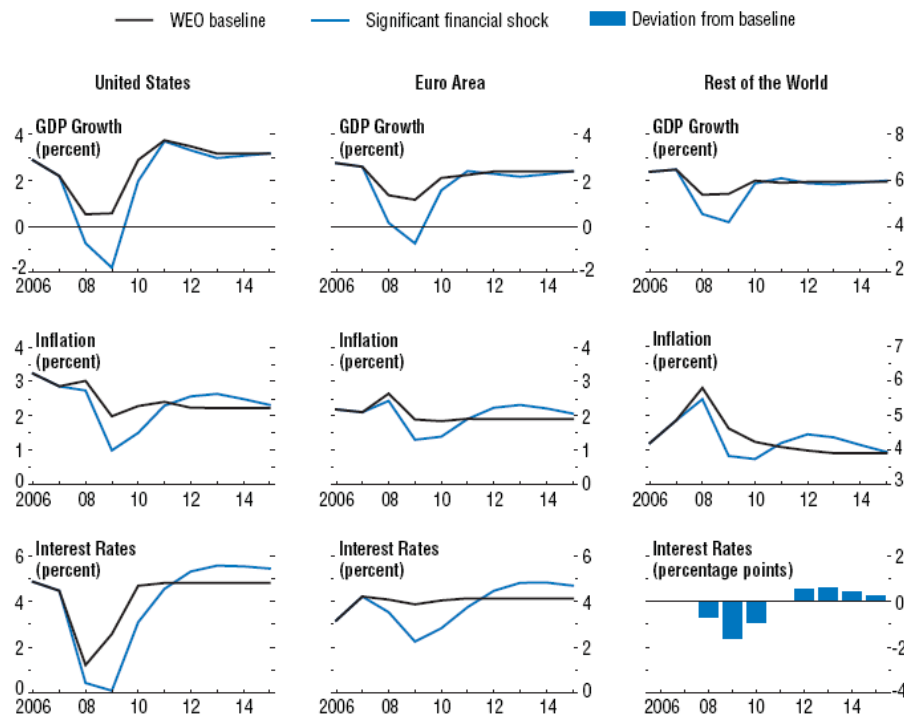 WEO baseline Significant financial shock Deviation from baseline
United States Euro Area Rest of the World
GDP Growth (percent)
4
2
0
-2
2006 08 10 12 14
GDP Growth (percent)
4
2
0
-2
2006 08 10 12 14
GDP Growth (percent)
8
6
4
2
2006 08 10 12 14
Inflation (percent)
4
3
2
1
0
2006 08 10 12 14
Inflation (percent)
4
3
2
1
0
2006 08 10 12 14
Inflation (percent)
7
6
5
4
3
2006 08 10 12 14
Interest Rates (percent)
6
4
2
0
2006 08 10 12 14
Interest Rates (percent)
6
4
2
0
2006 08 10 12 14
Interest Rates (percentage points)
2
0
-2
-4
2006 08 10 12 14